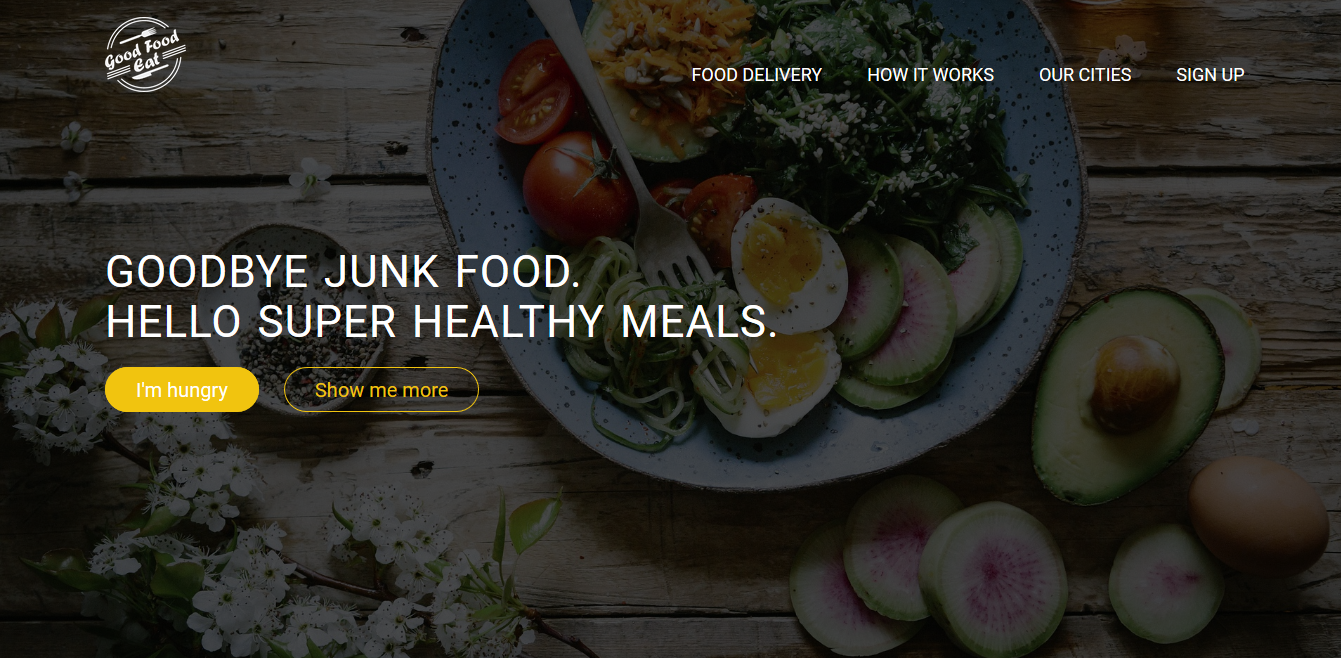 Good Food
Eat
FOOD DELIVERY HOW IT WORKS OUR CITIES SIGN UP
GOODBYE JUNK FOOD.
HELLO SUPER HEALTHY MEALS.
I'm hungry Show me more